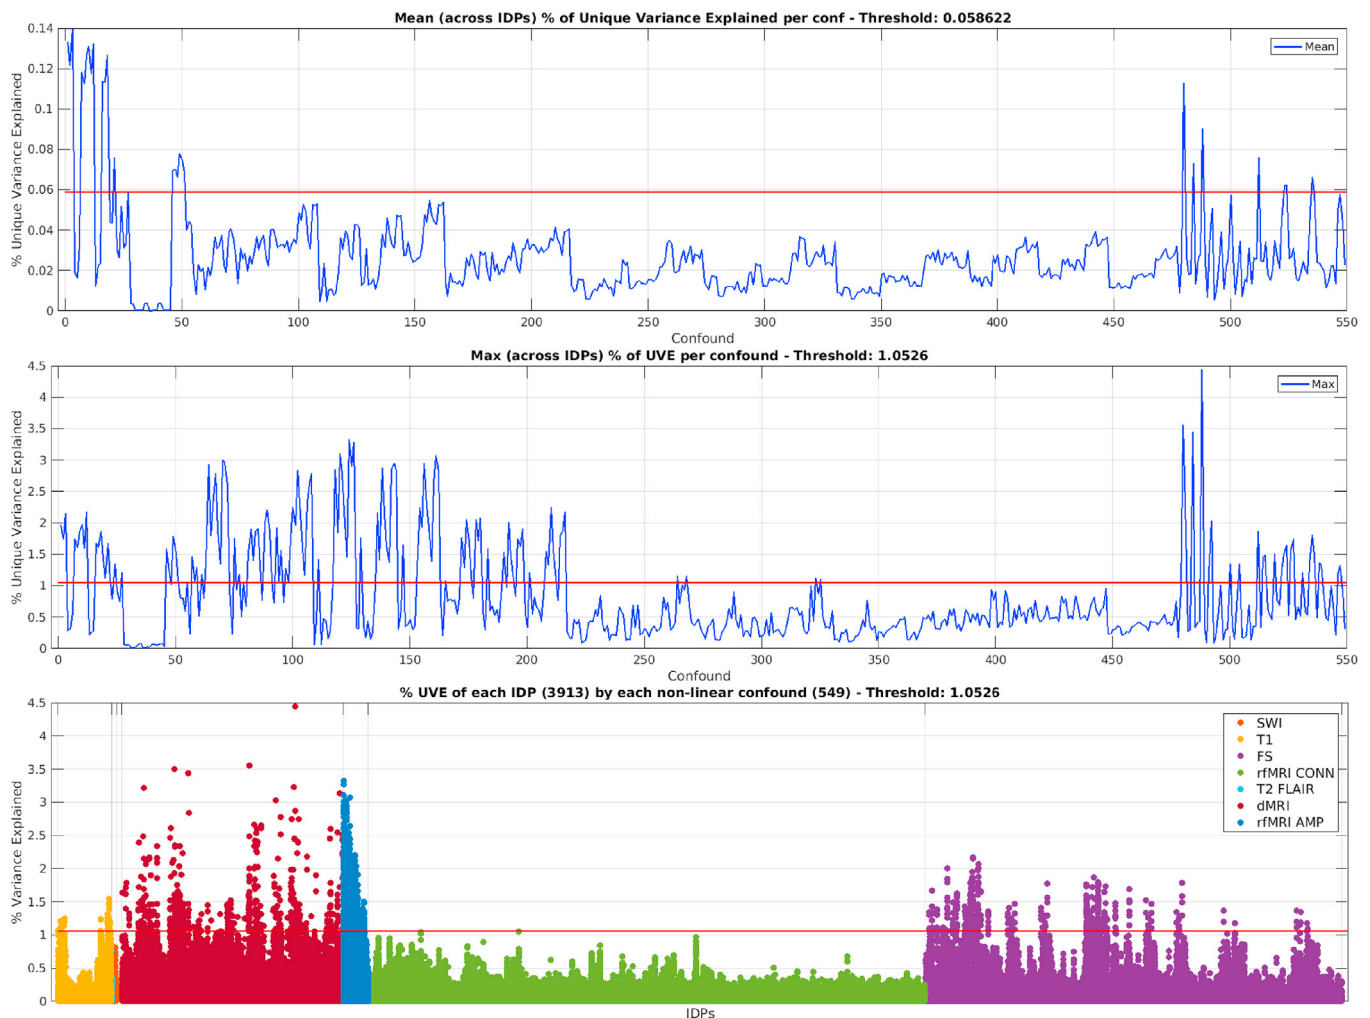 Mean (across IDPs) % of Unique Variance Explained per conf - Threshold: 0.058622
% Unique Variance Explained
0.14
0.12
0.1
0.08
0.06
0.04
0.02
0
Mean
0 50 100 150 200 250 300 350 400 450 500 550
Confound
Max (across IDPs) % of UVE per confound - Threshold: 1.0526
% Unique Variance Explained
4.5
4
3.5
3
2.5
2
1.5
1
0.5
0
Max
0 50 100 150 200 250 300 350 400 450 500 550
Confound
% UVE of each IDP (3913) by each non-linear confound (549) - Threshold: 1.0526
% Variance Explained
4.5
4
3.5
3
2.5
2
1.5
1
0.5
0
SWI
T1
FS
rfMRI CONN
T2 FLAIR
dMRI
rfMRI AMP
IDPs